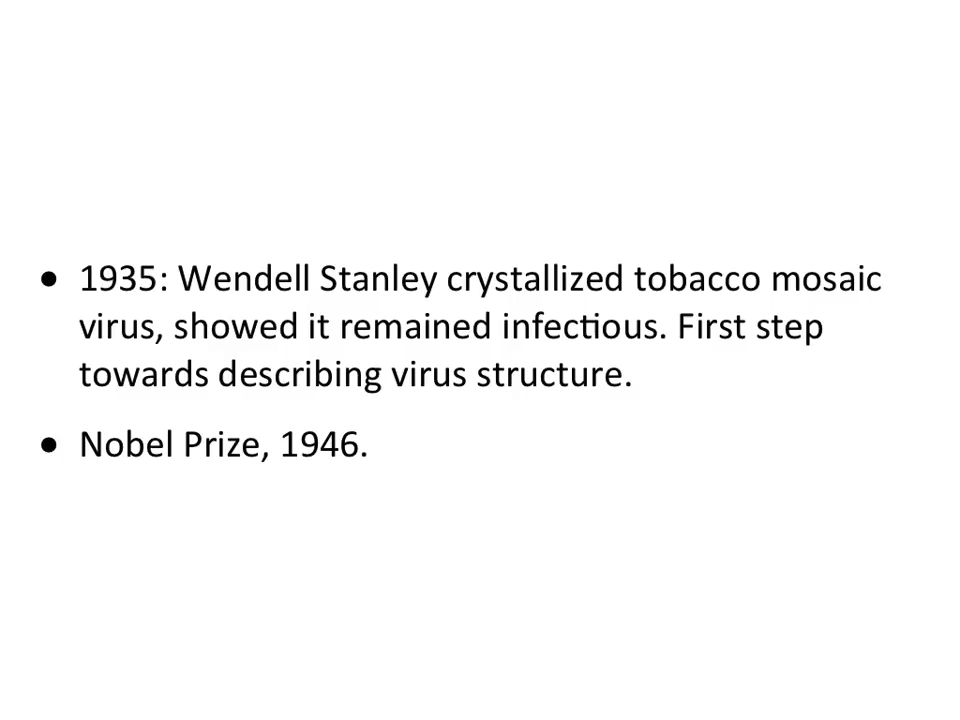 • 1935: Wendell Stanley crystallized tobacco mosaic
virus, showed it remained infectious. First step
towards describing virus structure.
• Nobel Prize, 1946.